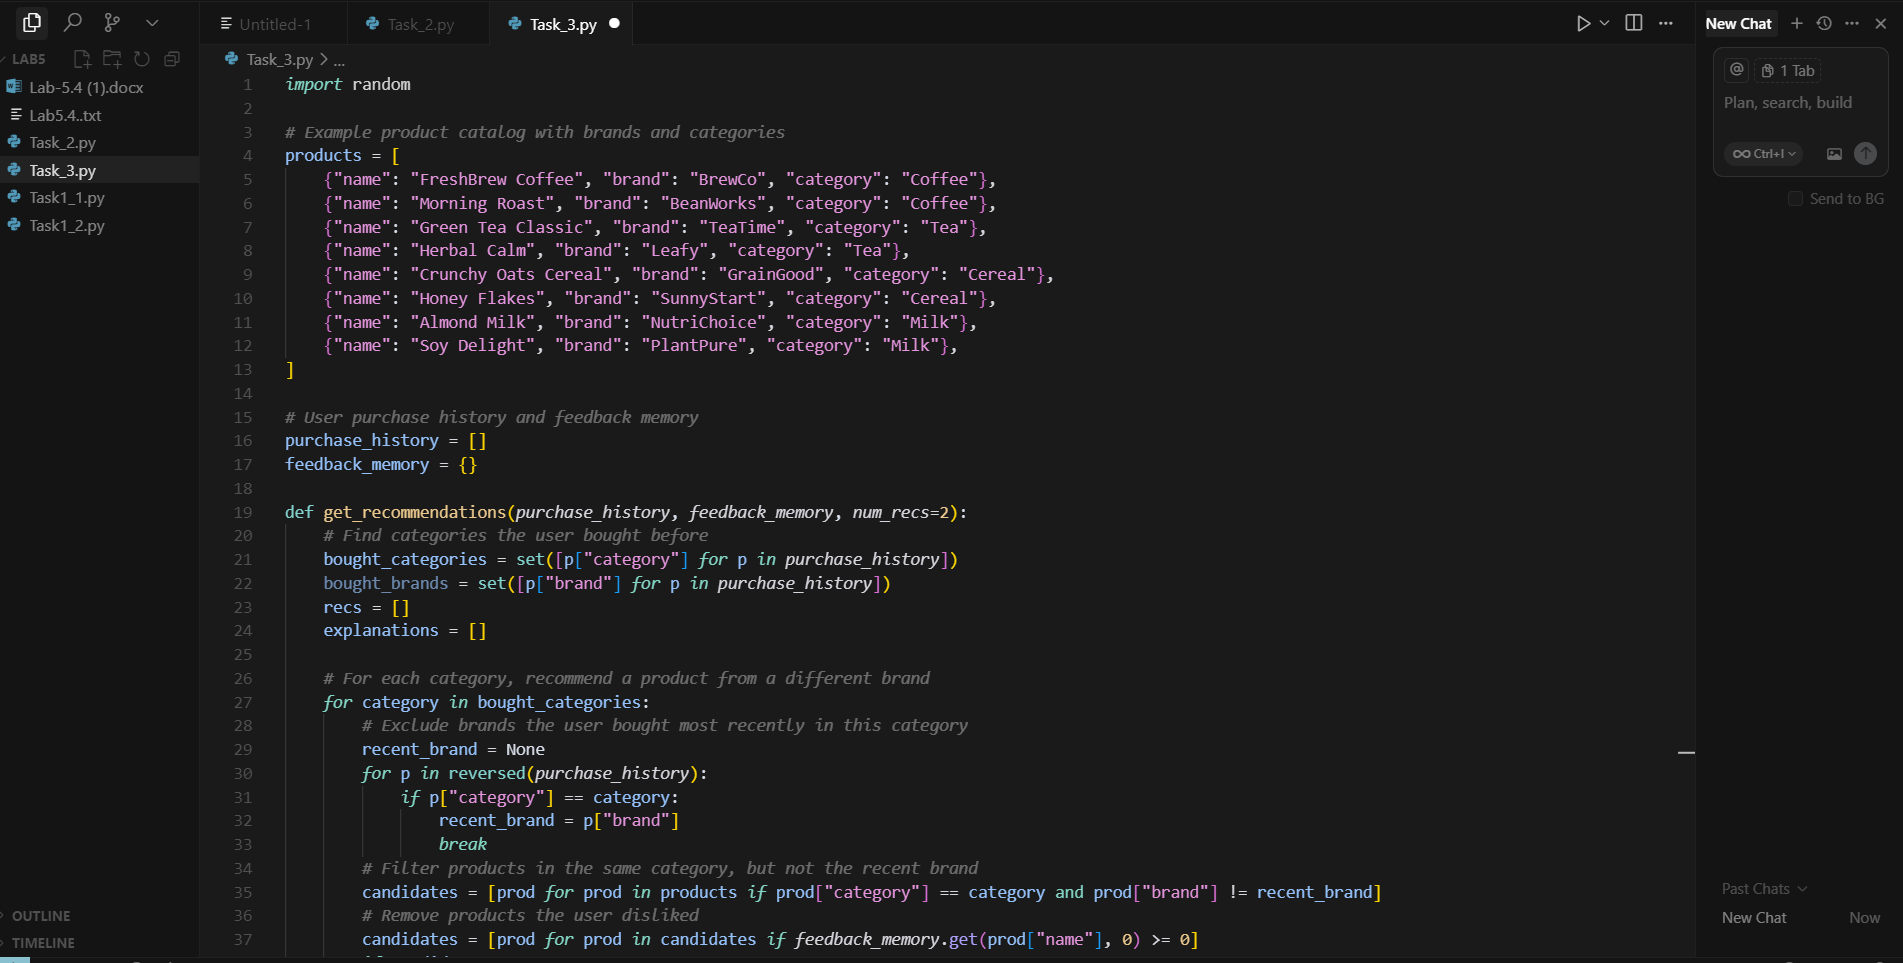 Untitled-1
Task_2.py
Task_3.py
New Chat
LAB5
Lab-5.4 (1).docx
Lab5.4..txt
Task_2.py
Task_3.py
Task1_1.py
Task1_2.py
OUTLINE
TIMELINE
Task_3.py > ...
1 import random
2
3 # Example product catalog with brands and categories
4 products = [
5 {"name": "FreshBrew Coffee", "brand": "BrewCo", "category": "Coffee"},
6 {"name": "Morning Roast", "brand": "BeanWorks", "category": "Coffee"},
7 {"name": "Green Tea Classic", "brand": "TeaTime", "category": "Tea"},
8 {"name": "Herbal Calm", "brand": "Leafy", "category": "Tea"},
9 {"name": "Crunchy Oats Cereal", "brand": "GrainGood", "category": "Cereal"},
10 {"name": "Honey Flakes", "brand": "SunnyStart", "category": "Cereal"},
11 {"name": "Almond Milk", "brand": "NutriChoice", "category": "Milk"},
12 {"name": "Soy Delight", "brand": "PlantPure", "category": "Milk"},
13 ]
14
15 # User purchase history and feedback memory
16 purchase_history = []
17 feedback_memory = {}
18
19 def get_recommendations(purchase_history, feedback_memory, num_recs=2):
20 # Find categories the user bought before
21 bought_categories = set([p["category"] for p in purchase_history])
22 bought_brands = set([p["brand"] for p in purchase_history])
23 recs = []
24 explanations = []
25
26 # For each category, recommend a product from a different brand
27 for category in bought_categories:
28 # Exclude brands the user bought most recently in this category
29 recent_brand = None
30 for p in reversed(purchase_history):
31 if p["category"] == category:
32 recent_brand = p["brand"]
33 break
34 # Filter products in the same category, but not the recent brand
35 candidates = [prod for prod in products if prod["category"] == category and prod["brand"] != recent_brand]
36 # Remove products the user disliked
37 candidates = [prod for prod in candidates if feedback_memory.get(prod["name"], 0) >= 0]
@ 1 Tab
Plan, search, build
∞ Ctrl+I
Send to BG
Past Chats
New Chat Now